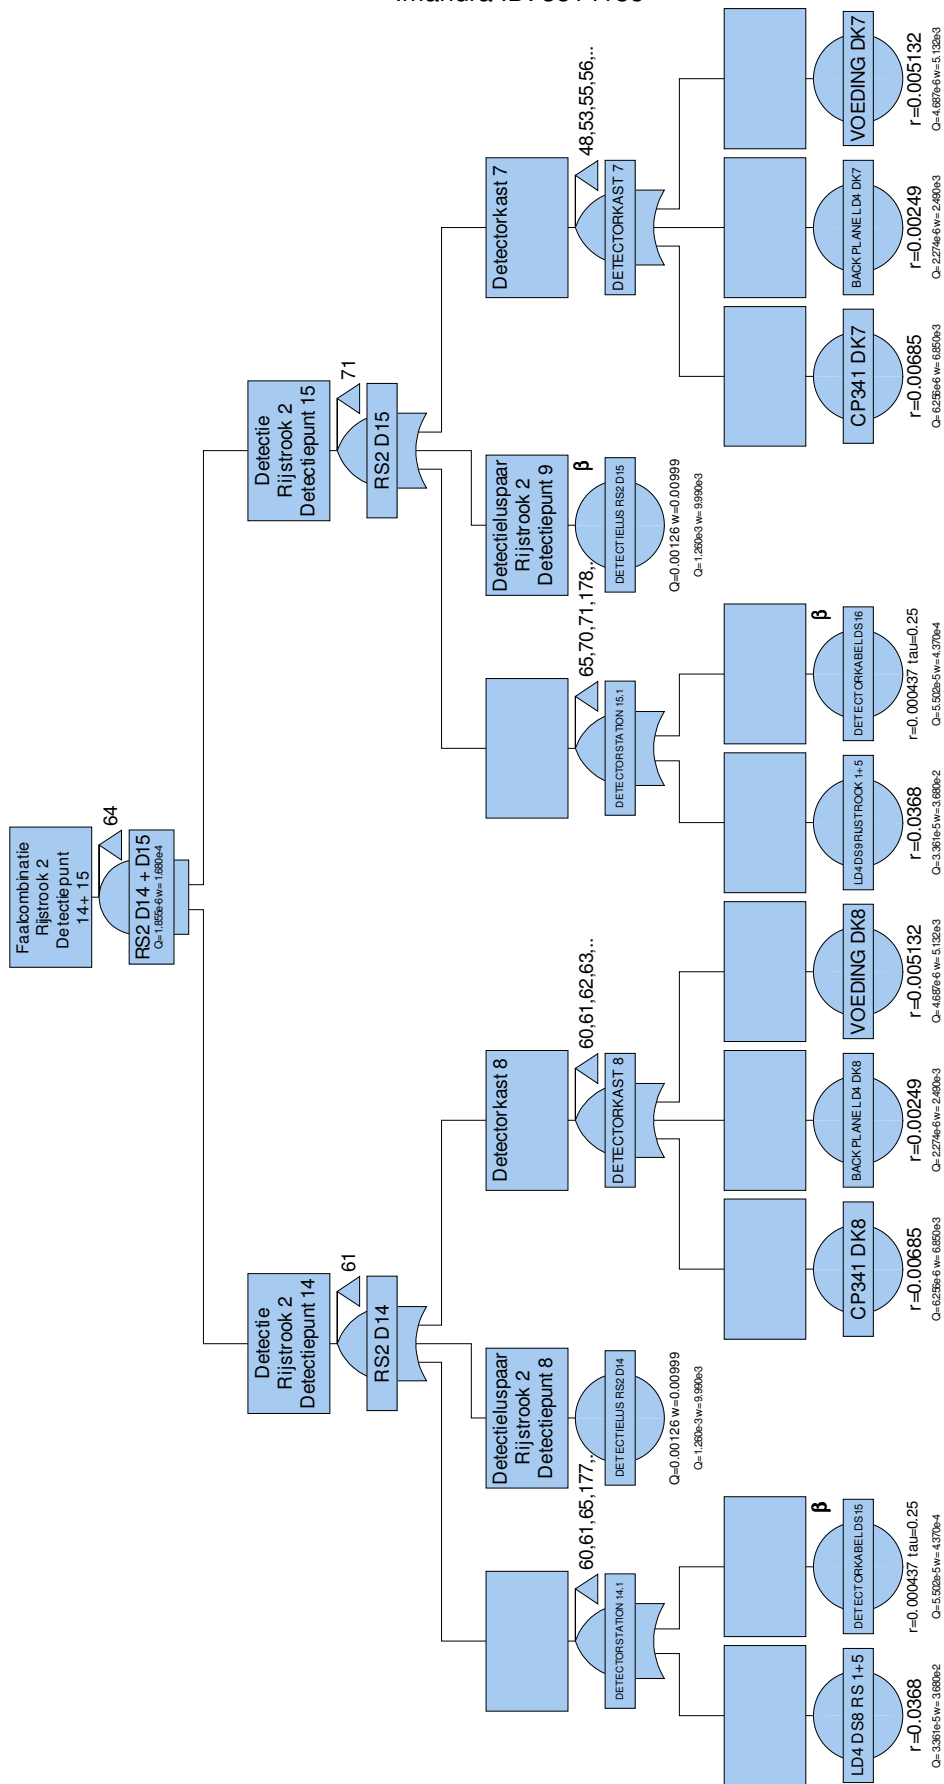 Faalcombinatie
Rijstrook 2
Detectiepunt
14+ 15
64
RS2 D14 + D15
Q=1.855e-6 w=1.680e-4
Detectie
Rijstrook 2
Detectiepunt 14
61
RS2 D14
Detectie
Rijstrook 2
Detectiepunt 15
71
RS2 D15
60,61,65,177,..
DETECTORSTATION 14.1
Detectieluspaar
Rijstrook 2
Detectiepunt 8
DETECTIELUS RS2 D14
Q=0.00126 w=0.00999
Q=1.260e-3 w=9.990e-3
Detectorkast 8
60,61,62,63,..
DETECTORKAST 8
65,70,71,178,..
DETECTORSTATION 15.1
Detectieluspaar
Rijstrook 2
Detectiepunt 9
β
DETECTIELUS RS2 D15
Q=0.00126 w=0.00999
Q=1.260e-3 w=9.990e-3
Detectorkast 7
48,53,55,56,..
DETECTORKAST 7
LD4 DS8 RS 1+5
r=0.0368
Q=3.361e-5 w=3.680e-2
β
DETECTORKABEL DS15
r=0.000437 tau=0.25
Q=5.502e-5 w=4.370e-4
CP341 DK8
r=0.00685
Q=6.256e-6 w=6.850e-3
BACK PLANE LD4 DK8
r=0.00249
Q=2.274e-6 w=2.490e-3
VOEDING DK8
r=0.005132
Q=4.687e-6 w=5.132e-3
LD4 DS9 RIJSTROOK 1+5
r=0.0368
Q=3.361e-5 w=3.680e-2
β
DETECTORKABEL DS16
r=0.000437 tau=0.25
Q=5.502e-5 w=4.370e-4
CP341 DK7
r=0.00685
Q=6.256e-6 w=6.850e-3
BACK PLANE LD4 DK7
r=0.00249
Q=2.274e-6 w=2.490e-3
VOEDING DK7
r=0.005132
Q=4.687e-6 w=5.132e-3